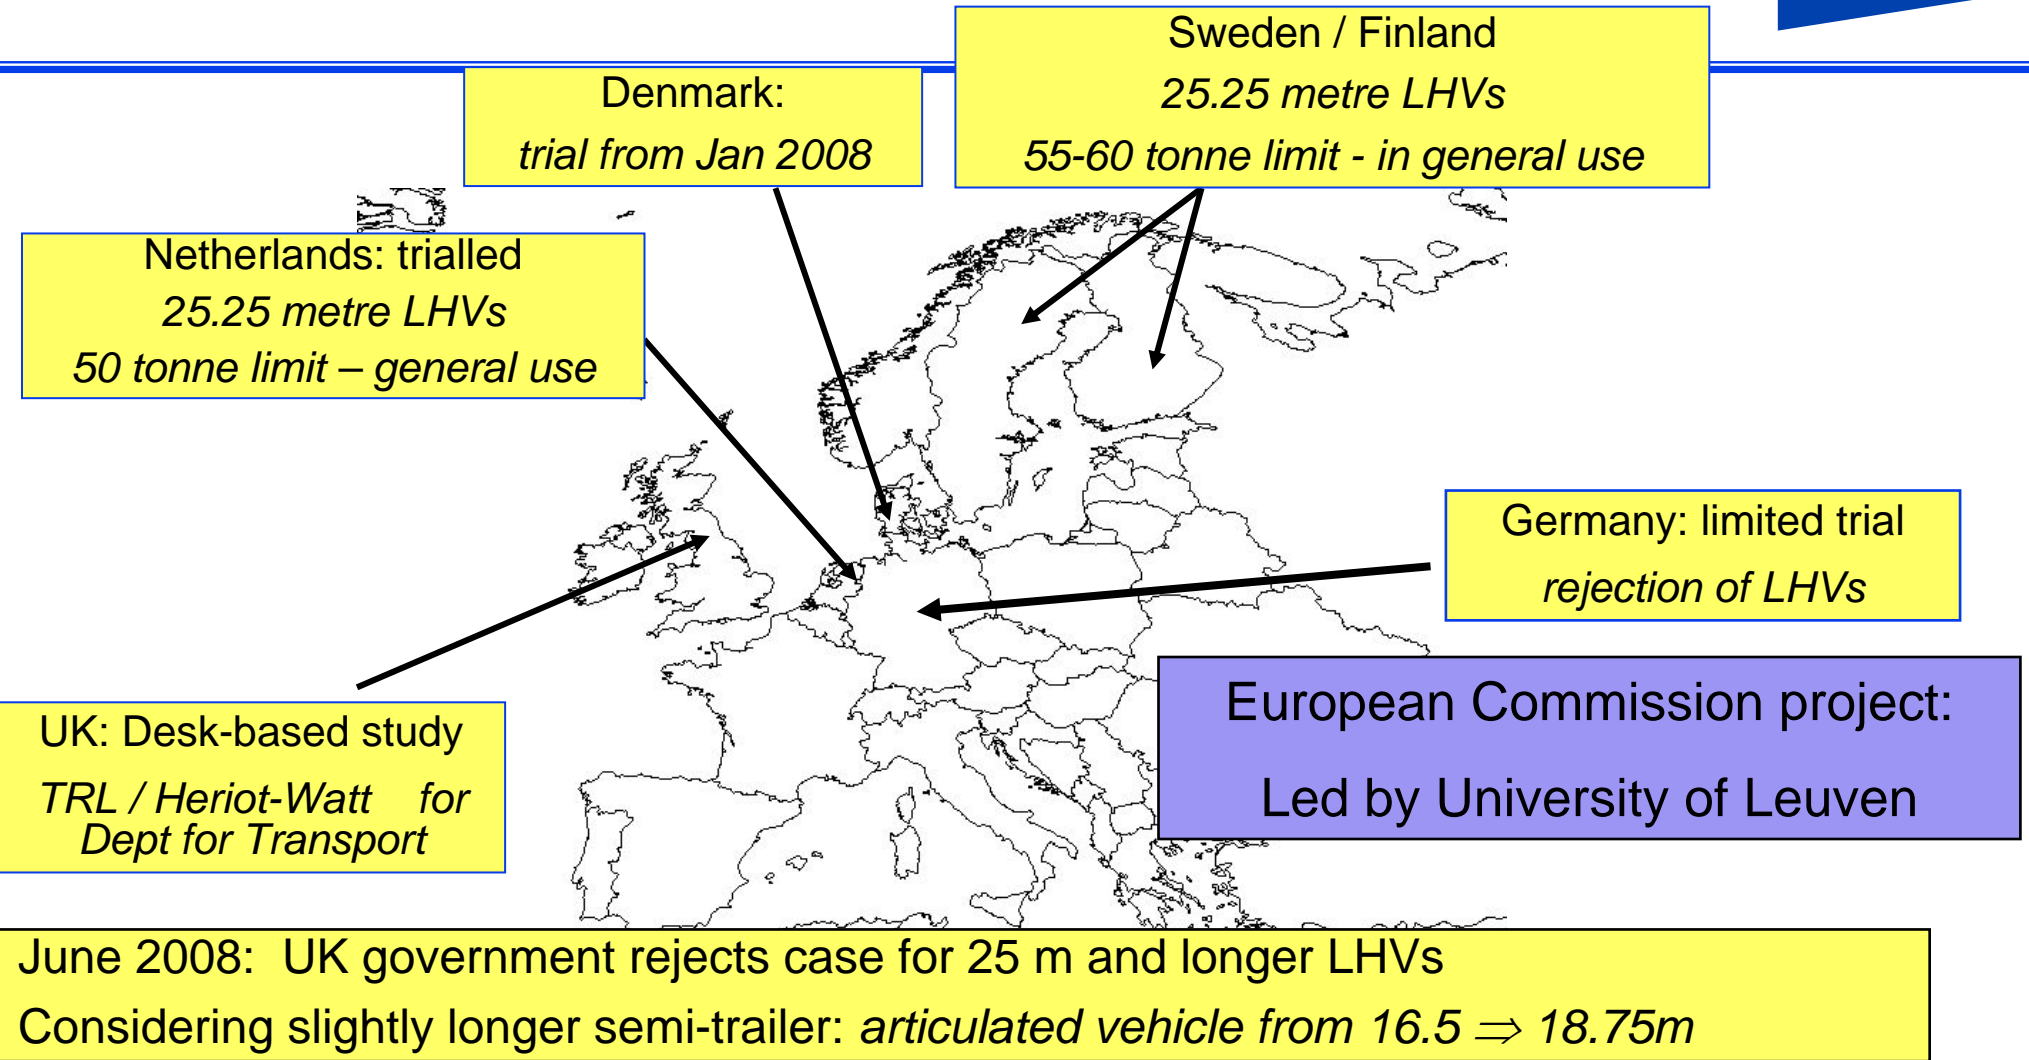 Sweden / Finland
25.25 metre LHVs
55-60 tonne limit - in general use
Denmark:
trial from Jan 2008
Netherlands: trialled
25.25 metre LHVs
50 tonne limit – general use
Germany: limited trial
rejection of LHVs
European Commission project:
Led by University of Leuven
UK: Desk-based study
TRL / Heriot-Watt for
Dept for Transport
June 2008: UK government rejects case for 25 m and longer LHVs
Considering slightly longer semi-trailer: articulated vehicle from 16.5 ⇒ 18.75m